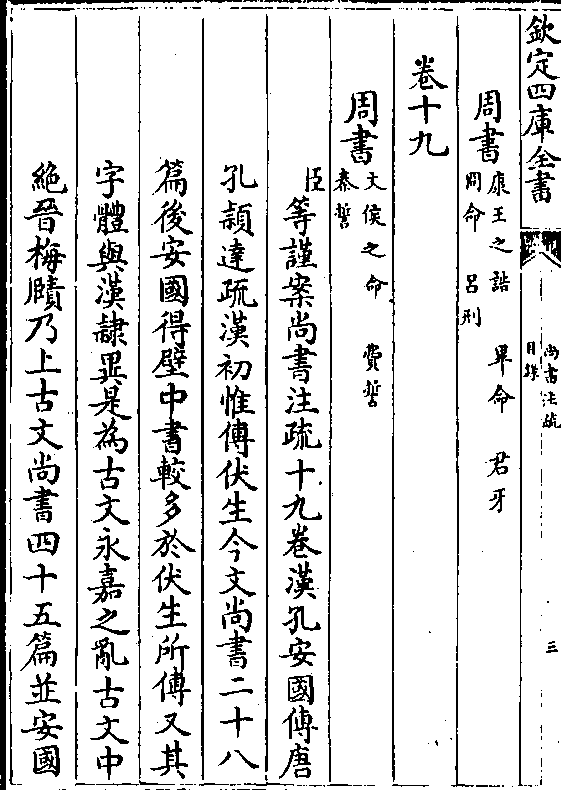 欽定四庫全書
尚書注疏
目錄
三
周書
康王之誥 畢命 君牙
冏命 呂刑
卷十九
周書
文侯之命 費誓
秦誓
臣等謹案尚書注疏十九卷漢孔安國傳唐
孔穎達疏漢初惟傳伏生今文尚書二十八
篇後安國得壁中書較多於伏生所傳又其
字體與漢隸異是為古文永嘉之亂古文中
絶晉梅賾乃上古文尚書四十五篇並安國